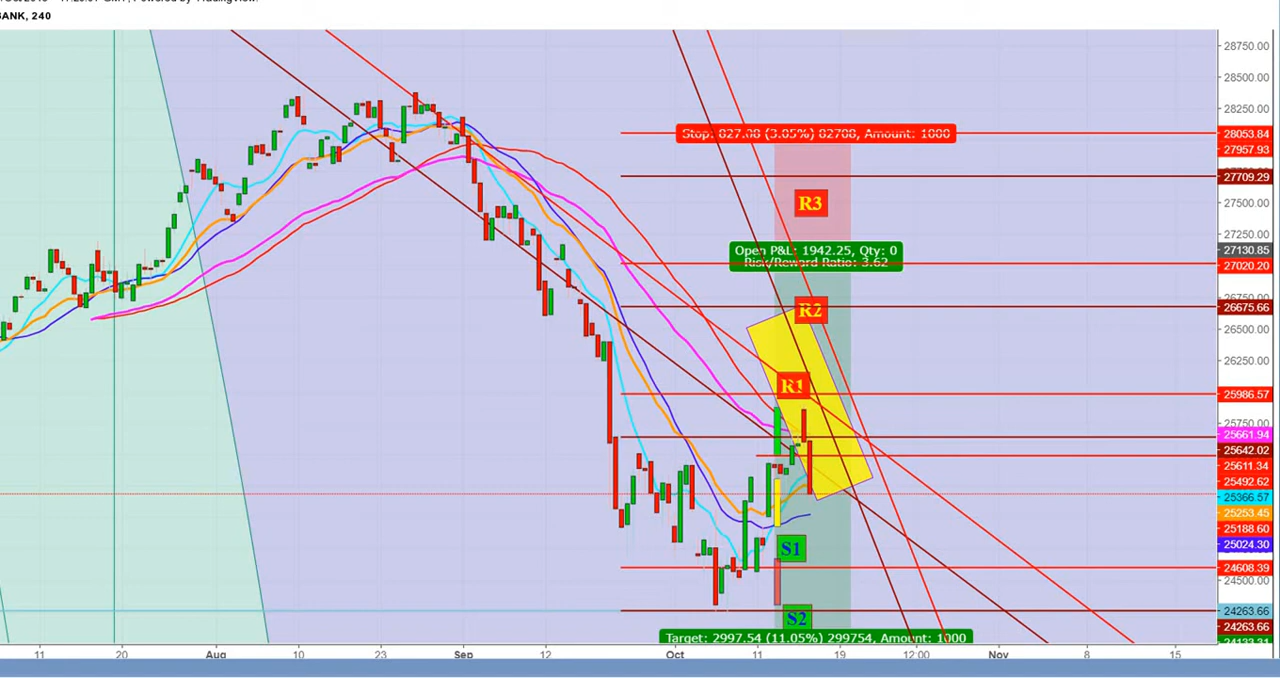 BANK, 240
28750.00
28500.00
28250.00
Stop: 827.08 (3.05%) 82708, Amount: 1000
28053.84
27957.93
27709.29
R3
27500.00
27250.00
Open P&L: 1942.25, Qty: 0
27130.85
Risk/Reward Ratio: 3.62
27020.20
26750.00
R2
26675.66
26500.00
26250.00
R1
25986.57
25750.00
25661.94
25642.02
25611.34
25492.62
25366.57
25253.45
25188.60
25024.30
S1
24608.39
24500.00
24263.66
S2
24263.66
Target: 2997.54 (11.05%) 299754, Amount: 1000
11 20 Aug 10 23 Sep 12 Oct 11 19 12:00 Nov 8 15